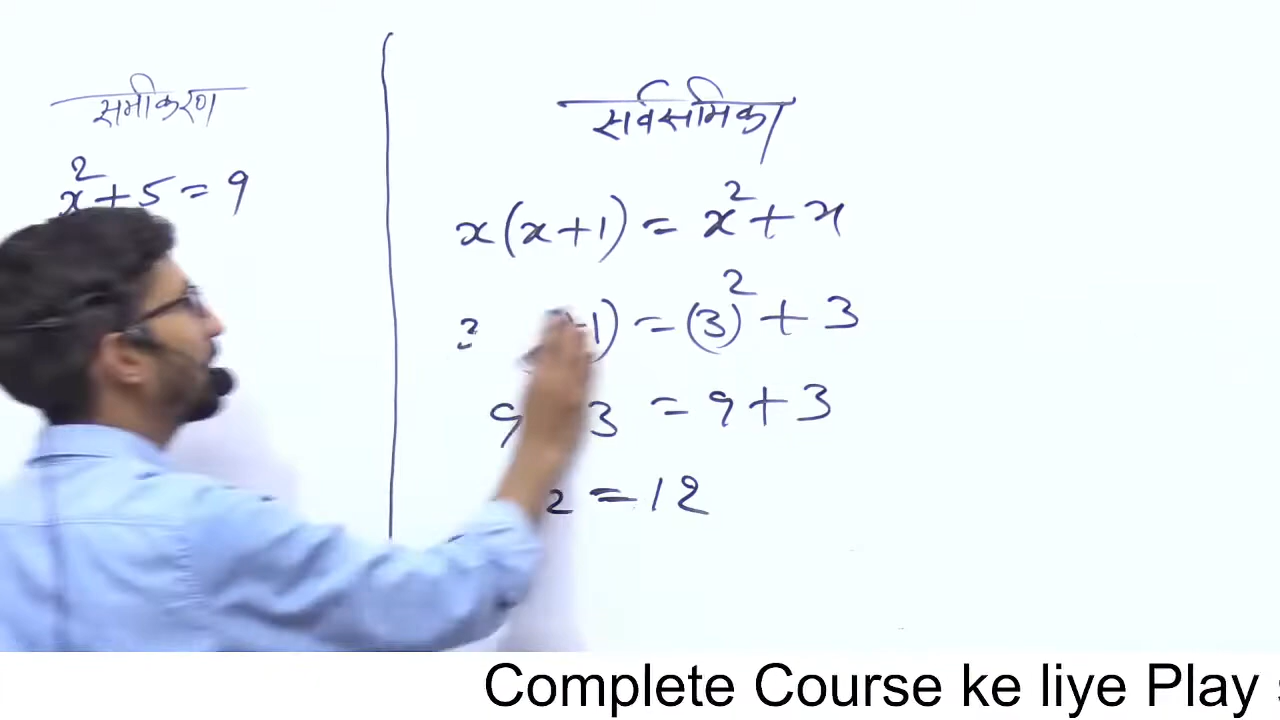 समीकरण
x² + 5 = 9
सर्वसमिका
x(x+1) = x² + x
1) = (3)² + 3
9 3 = 9 + 3
2 = 12
Complete Course ke liye Play